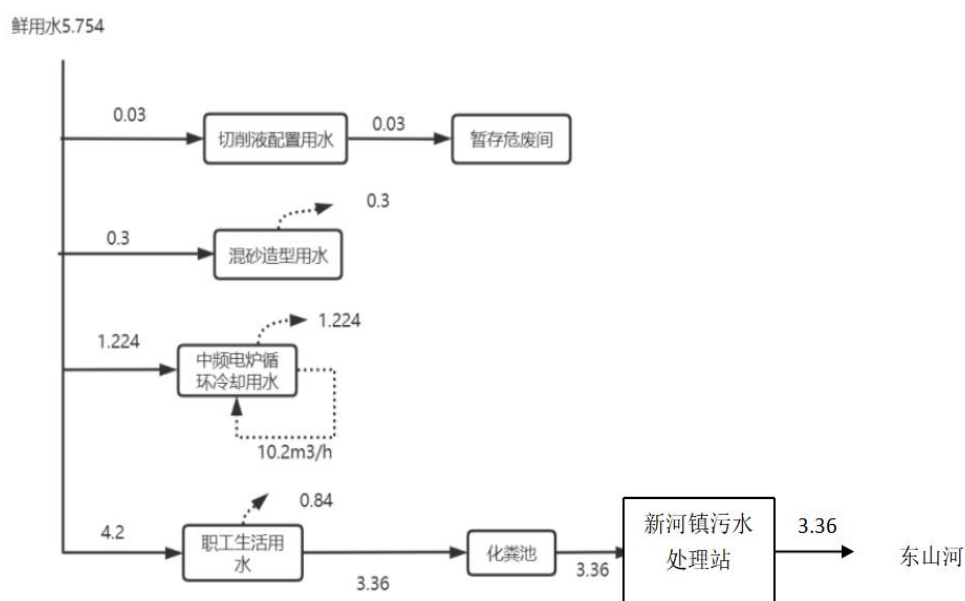 鲜用水5.754
0.03
切削液配置用水
0.03
暂存危废间
0.3
0.3
混砂造型用水
1.224
1.224
中频电炉循
环冷却用水
10.2m3/h
0.84
4.2
职工生活用
水
3.36
化粪池
3.36
新河镇污水
处理站
3.36
东山河